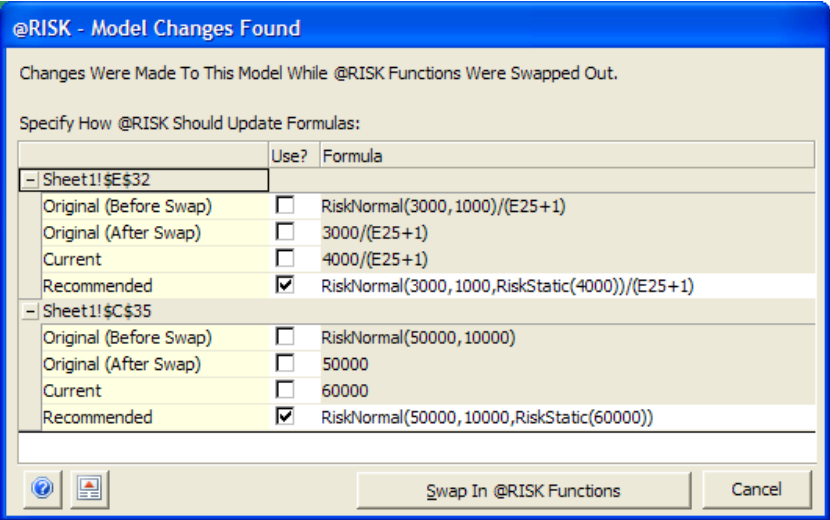 @RISK - Model Changes Found
Changes Were Made To This Model While @RISK Functions Were Swapped Out.
Specify How @RISK Should Update Formulas:
Use? Formula
Sheet1!$E$32
Original (Before Swap) RiskNormal(3000,1000)/(E25+1)
Original (After Swap) 3000/(E25+1)
Current 4000/(E25+1)
Recommended RiskNormal(3000,1000,RiskStatic(4000))/(E25+1)
Sheet1!$C$35
Original (Before Swap) RiskNormal(50000,10000)
Original (After Swap) 50000
Current 60000
Recommended RiskNormal(50000,10000,RiskStatic(60000))
Swap In @RISK Functions Cancel